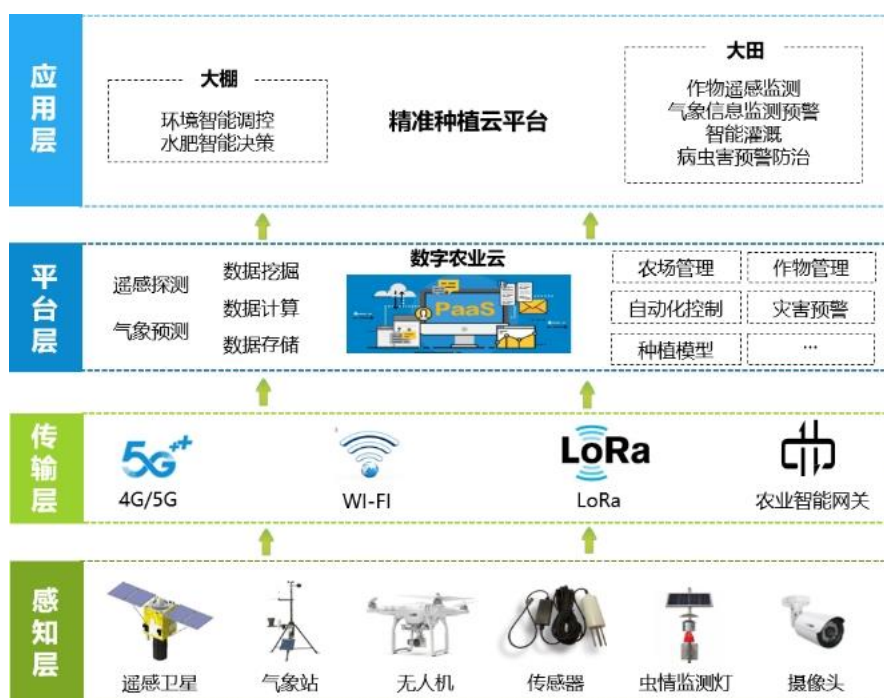 应用层
大棚
环境智能调控
水肥智能决策
精准种植云平台
大田
作物遥感监测
气象信息监测预警
智能灌溉
病虫害预警防治
平台层
遥感探测
气象预测
数据挖掘
数据计算
数据存储
数字农业云
PaaS
农场管理
作物管理
自动化控制
灾害预警
种植模型
...
传输层
5G++
4G/5G
WI-FI
LoRa
LoRa
农业智能网关
感知层
遥感卫星
气象站
无人机
传感器
虫情监测灯
摄像头